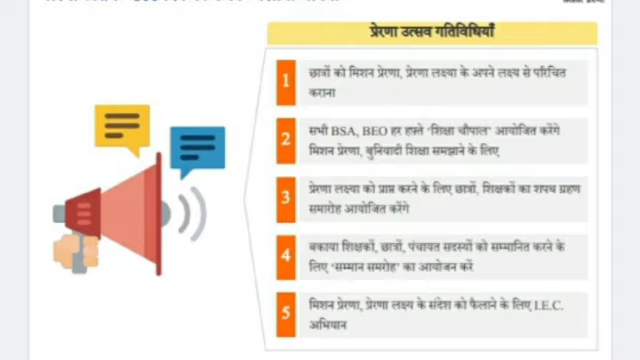 प्रेरणा उत्सव गतिविधियाँ
1
छात्रों को मिशन प्रेरणा, प्रेरणा लक्ष्या के अपने लक्ष्य से परिचित
कराना
2
सभी BSA, BEO हर हफ्ते ‘शिक्षा चौपाल’ आयोजित करेंगे
मिशन प्रेरणा, बुनियादी शिक्षा समझाने के लिए
3
प्रेरणा लक्ष्या को प्राप्त करने के लिए छात्रों, शिक्षकों का शपथ ग्रहण
समारोह आयोजित करेंगे
4
बकाया शिक्षकों, छात्रों, पंचायत सदस्यों को सम्मानित करने के
लिए ‘सम्मान समरोह’ का आयोजन करें
5
मिशन प्रेरणा, प्रेरणा लक्ष्य के संदेश को फैलाने के लिए I.E.C.
अभियान